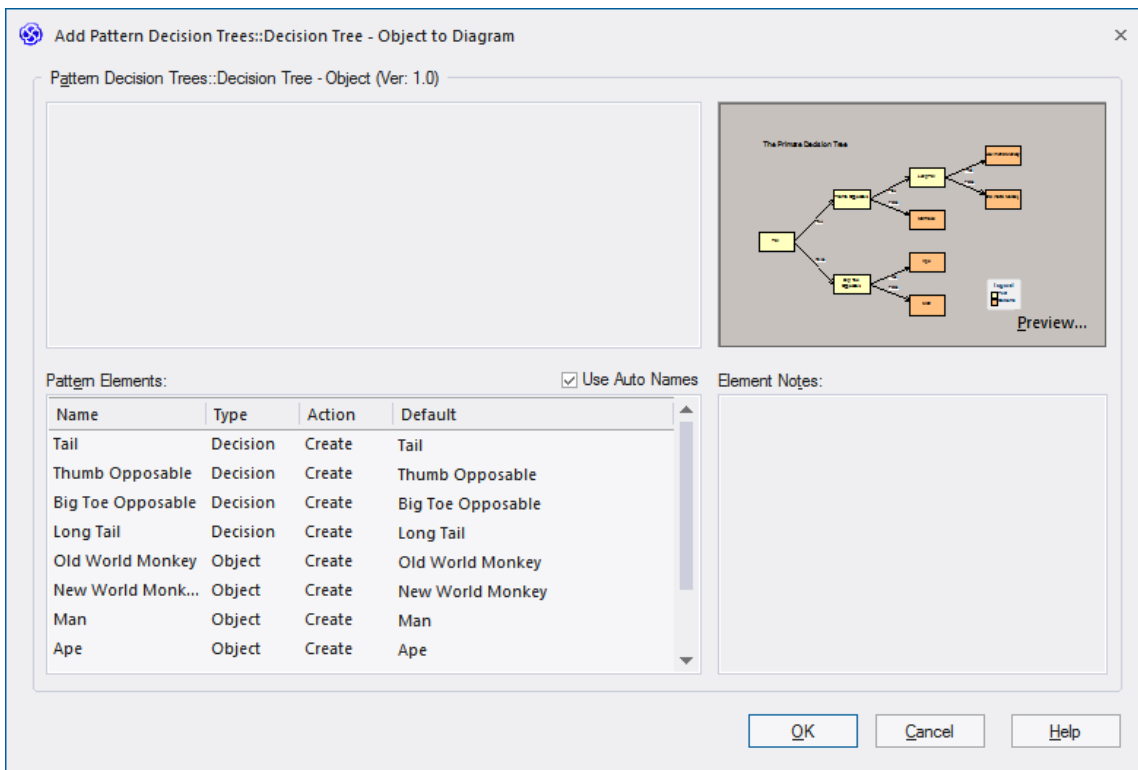 Add Pattern Decision Trees::Decision Tree - Object to Diagram
Pattern Decision Trees::Decision Tree - Object (Ver: 1.0)
The Primate Decision Tree
Preview...
Pattern Elements:
Use Auto Names
Element Notes:
Name Type Action Default
Tail Decision Create Tail
Thumb Opposable Decision Create Thumb Opposable
Big Toe Opposable Decision Create Big Toe Opposable
Long Tail Decision Create Long Tail
Old World Monkey Object Create Old World Monkey
New World Monk... Object Create New World Monkey
Man Object Create Man
Ape Object Create Ape
OK Cancel Help